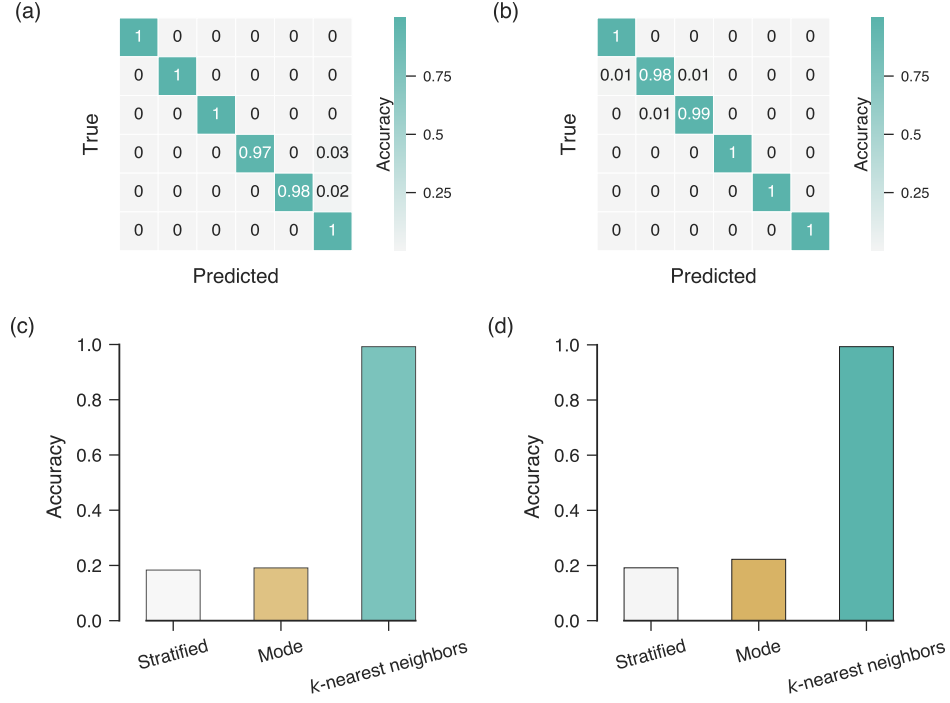 (a)
True
1 0 0 0 0 0
0 1 0 0 0 0
0 0 1 0 0 0
0 0 0 0.97 0 0.03
0 0 0 0 0.98 0.02
0 0 0 0 0 1
Predicted
Accuracy
0.75
0.5
0.25
(b)
True
1 0 0 0 0 0
0.01 0.98 0.01 0 0 0
0 0.01 0.99 0 0 0
0 0 0 1 0 0
0 0 0 0 1 0
0 0 0 0 0 1
Predicted
Accuracy
0.75
0.5
0.25
(c)
Accuracy
1.0
0.8
0.6
0.4
0.2
0.0
Stratified
Mode
k-nearest neighbors
(d)
Accuracy
1.0
0.8
0.6
0.4
0.2
0.0
Stratified
Mode
k-nearest neighbors